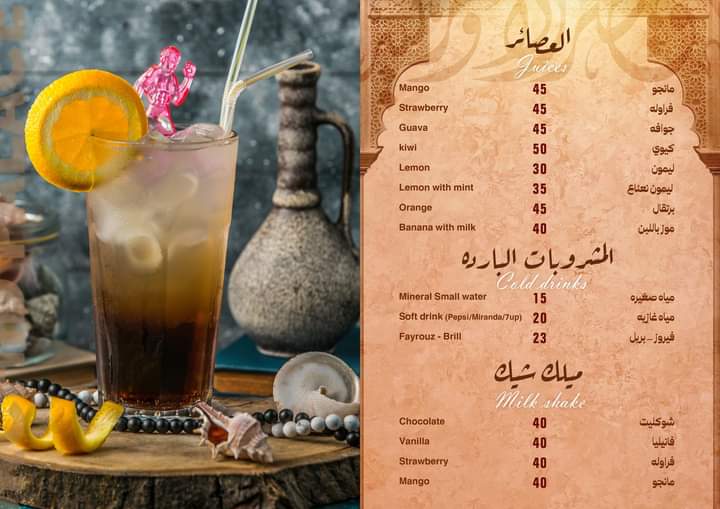 العصائر
Juices
Mango 45 مانجو
Strawberry 45 فراوله
Guava 45 جوافه
kiwi 50 كيوي
Lemon 30 ليمون
Lemon with mint 35 ليمون نعناع
Orange 45 برتقال
Banana with milk 40 موز باللبن
المشروبات البارده
Cold drinks
Mineral Small water 15 مياه صغيره
Soft drink (Pepsi/Miranda/7up) 20 مياه غازيه
Fayrouz - Brill 23 فيروز - بريل
ميلك شيك
Milk shake
Chocolate 40 شوكليت
Vanilla 40 فانيليا
Strawberry 40 فراوله
Mango 40 مانجو